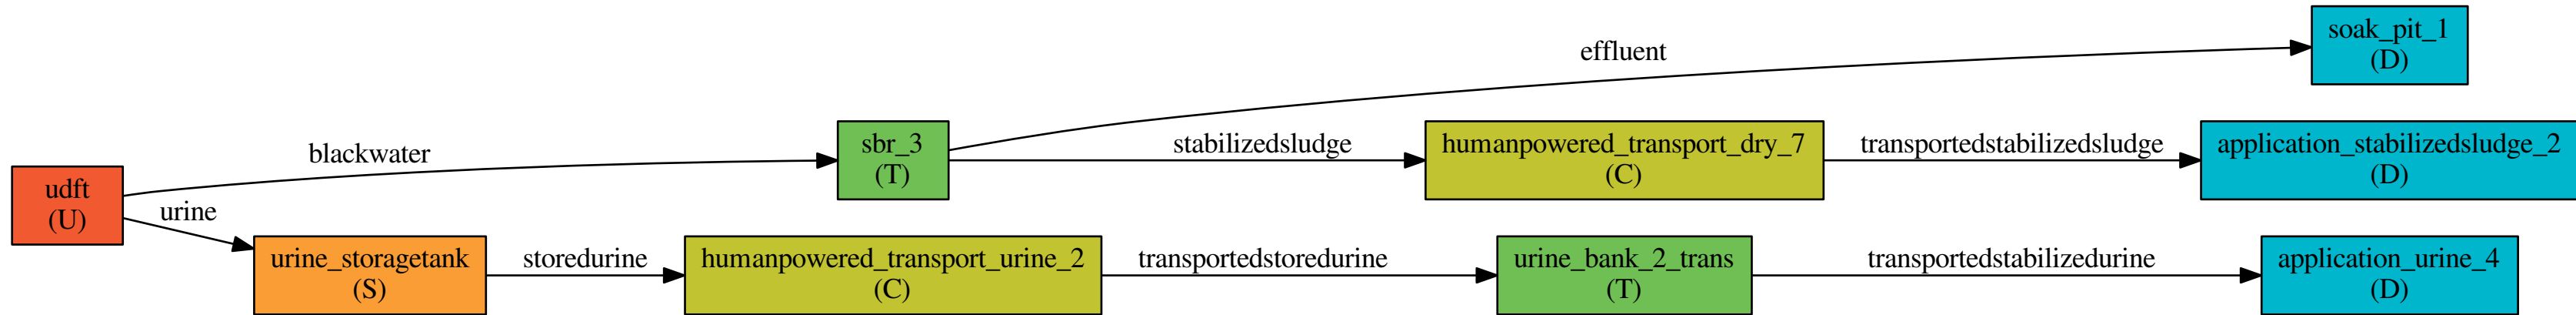 soak_pit_1
(D)
effluent
blackwater
sbr_3
(T)
stabilizedsludge
humanpowered_transport_dry_7
(C)
transportedstabilizedsludge
application_stabilizedsludge_2
(D)
udft
(U)
urine
urine_storagetank
(S)
storedurine
humanpowered_transport_urine_2
(C)
transportedstoredurine
urine_bank_2_trans
(T)
transportedstabilizedurine
application_urine_4
(D)